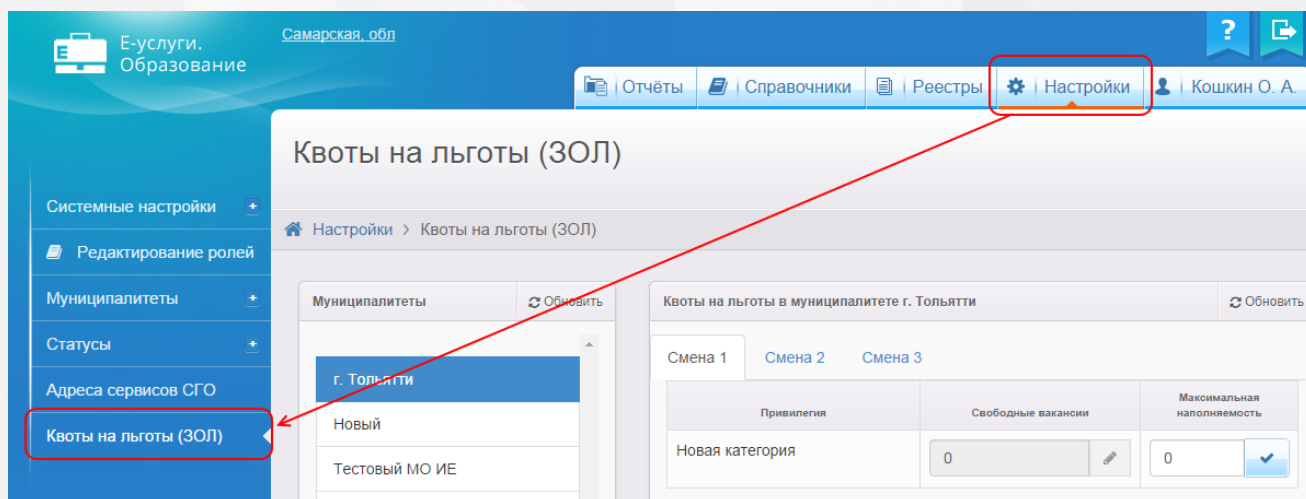 Е-услуги.
Образование
Самарская, обл
?
Отчёты
Справочники
Реестры
Настройки
Кошкин О. А.
Квоты на льготы (ЗОЛ)
Настройки > Квоты на льготы (ЗОЛ)
Системные настройки
Редактирование ролей
Муниципалитеты
Статусы
Адреса сервисов СГО
Квоты на льготы (ЗОЛ)
Муниципалитеты
Обновить
г. Тольятти
Новый
Тестовый МО ИЕ
Квоты на льготы в муниципалитете г. Тольятти
Обновить
Смена 1
Смена 2
Смена 3
Привилегия
Свободные вакансии
Максимальная
наполняемость
Новая категория
0
0